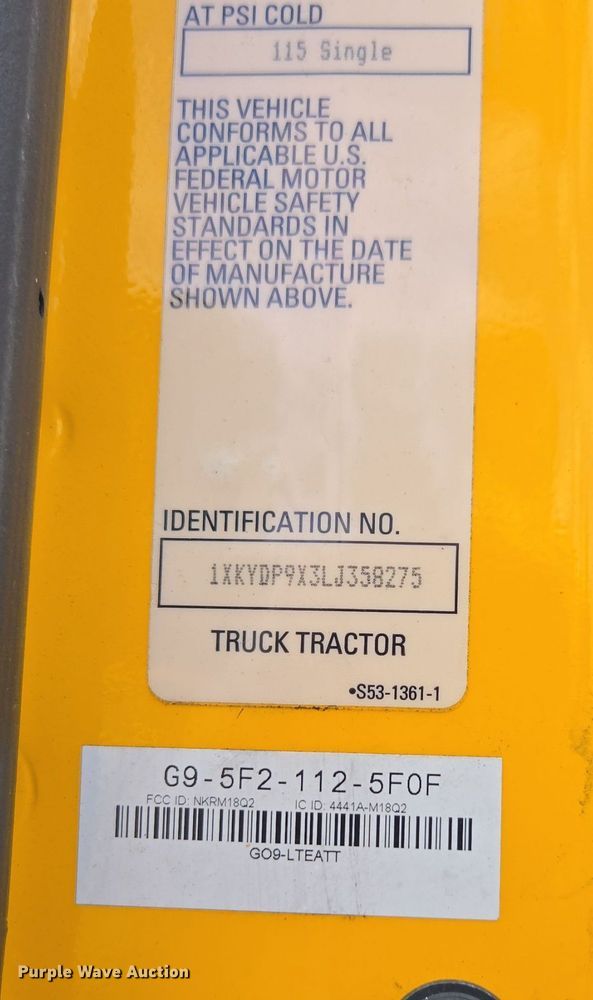 AT PSI COLD
115 Single
THIS VEHICLE
CONFORMS TO ALL
APPLICABLE U.S.
FEDERAL MOTOR
VEHICLE SAFETY
STANDARDS IN
EFFECT ON THE DATE
OF MANUFACTURE
SHOWN ABOVE.
IDENTIFICATION NO.
1XKYDP9X3LJ358275
TRUCK TRACTOR
•S53-1361-1
G9-5F2-112-5F0F
FCC ID: NKRM18Q2 IC ID: 4441A-M18Q2
GO9-LTEATT
Purple Wave Auction